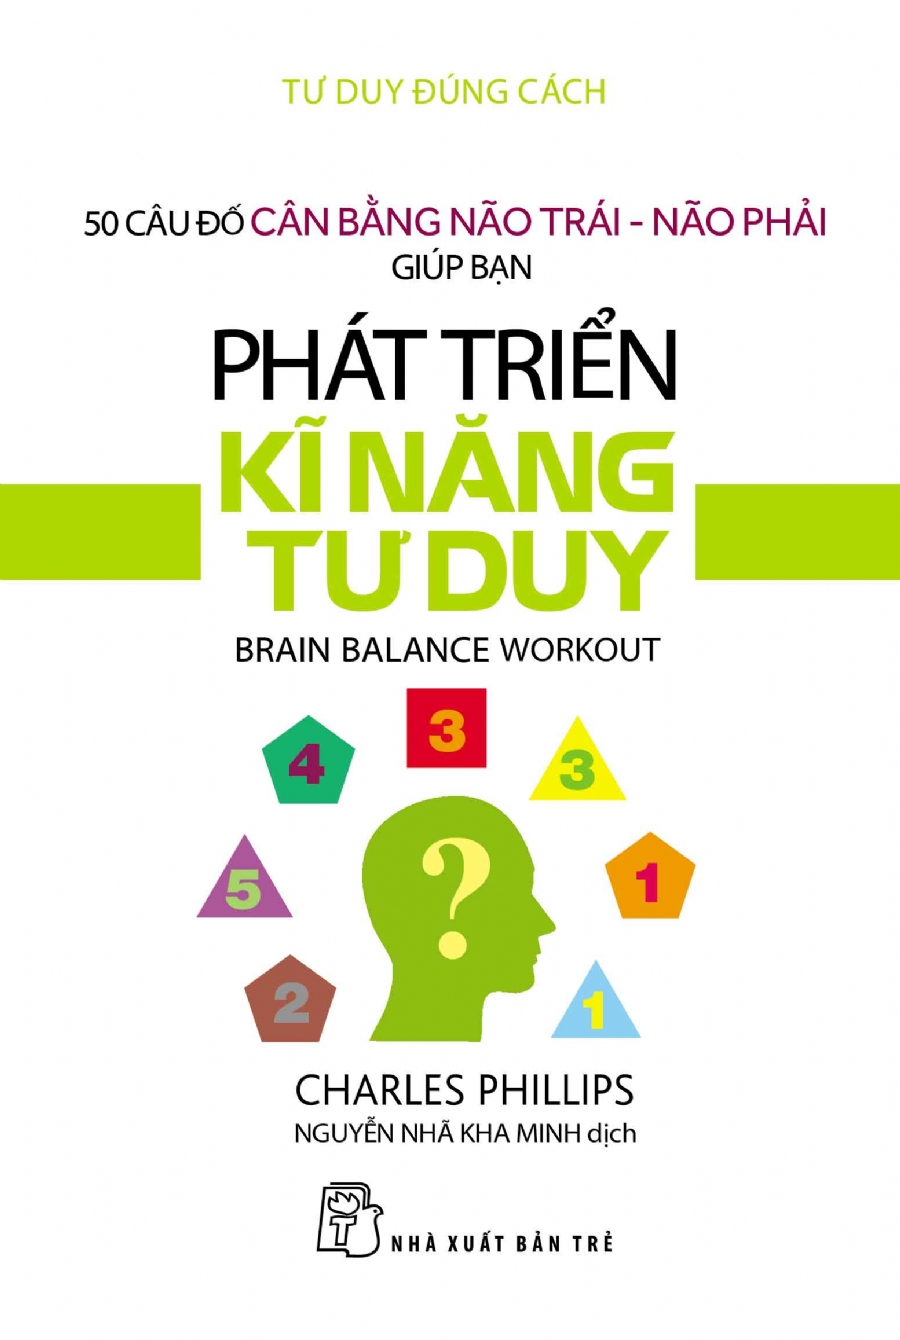 TƯ DUY ĐÚNG CÁCH
50 CÂU ĐỐ CÂN BẰNG NÃO TRÁI - NÃO PHẢI
GIÚP BẠN
PHÁT TRIỂN
KĨ NĂNG
TƯ DUY
BRAIN BALANCE WORKOUT
3
4
3
5
?
1
2
1
CHARLES PHILLIPS
NGUYỄN NHÃ KHA MINH dịch
T
NHÀ XUẤT BẢN TRẺ